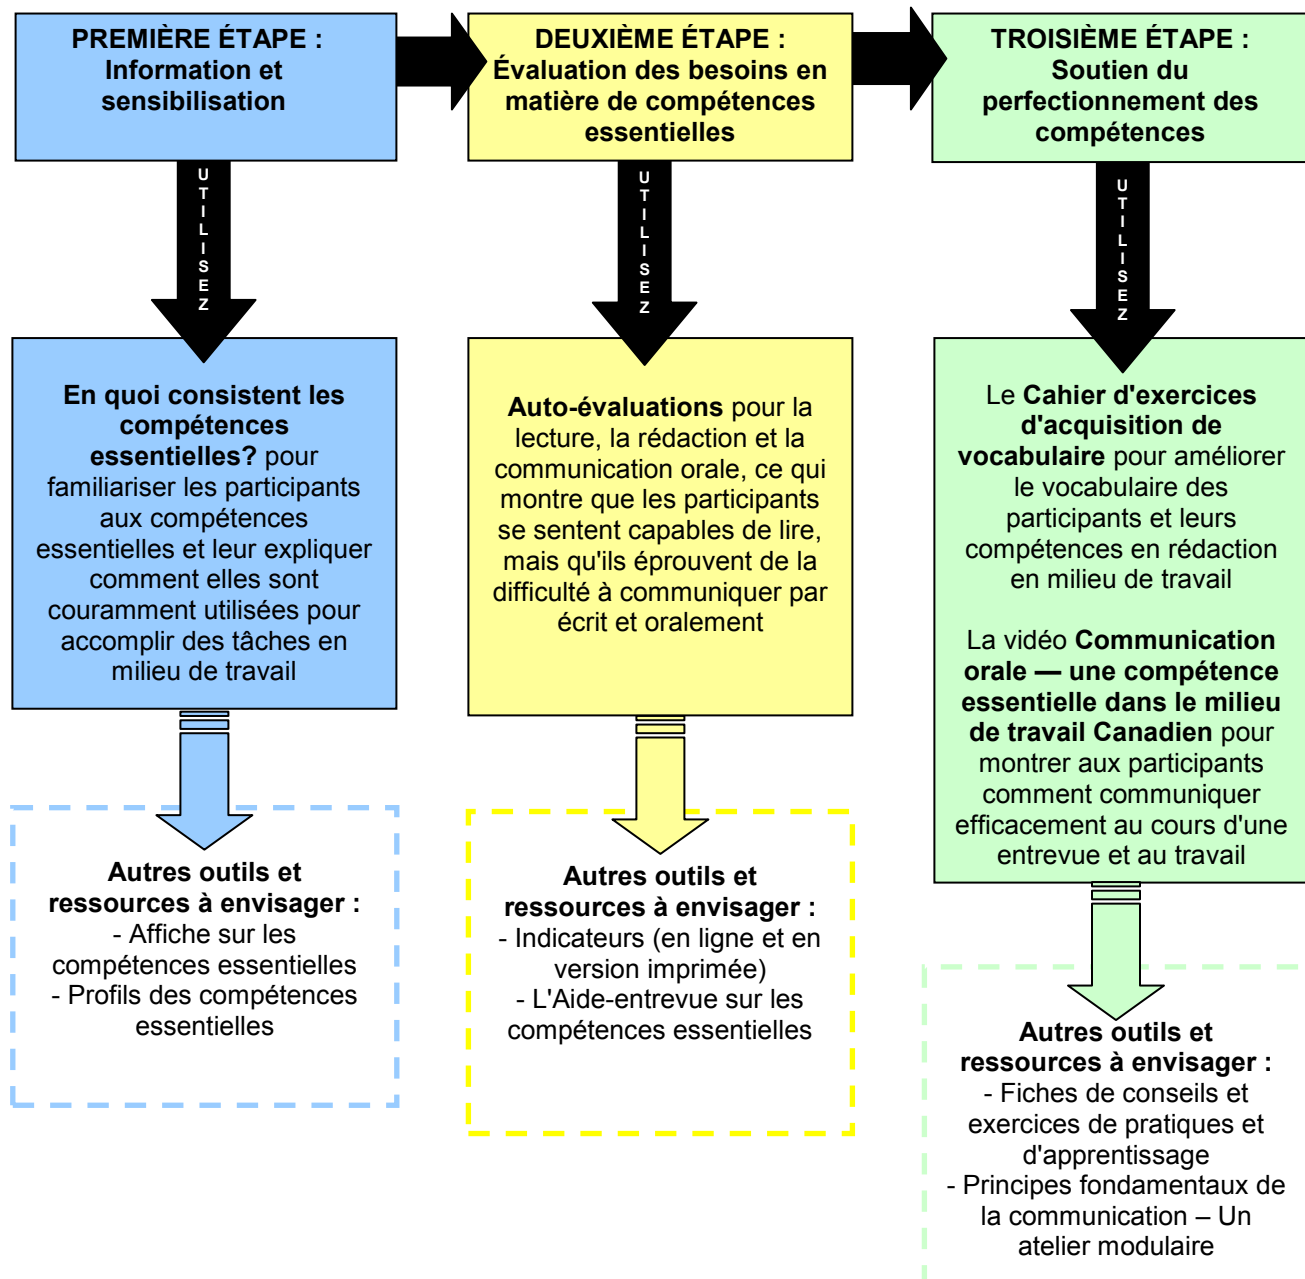 PREMIÈRE ÉTAPE :
Information et
sensibilisation
UTILISEZ
En quoi consistent les
compétences
essentielles? pour
familiariser les participants
aux compétences
essentielles et leur expliquer
comment elles sont
couramment utilisées pour
accomplir des tâches en
milieu de travail
Autres outils et
ressources à envisager :
- Affiche sur les
compétences essentielles
- Profils des compétences
essentielles
DEUXIÈME ÉTAPE :
Évaluation des besoins en
matière de compétences
essentielles
UTILISEZ
Auto-évaluations pour la
lecture, la rédaction et la
communication orale, ce qui
montre que les participants
se sentent capables de lire,
mais qu'ils éprouvent de la
difficulté à communiquer par
écrit et oralement
Autres outils et
ressources à envisager :
- Indicateurs (en ligne et en
version imprimée)
- L'Aide-entrevue sur les
compétences essentielles
TROISIÈME ÉTAPE :
Soutien du
perfectionnement des
compétences
UTILISEZ
Le Cahier d'exercices
d'acquisition de
vocabulaire pour améliorer
le vocabulaire des
participants et leurs
compétences en rédaction
en milieu de travail
La vidéo Communication
orale — une compétence
essentielle dans le milieu
de travail Canadien pour
montrer aux participants
comment communiquer
efficacement au cours d'une
entrevue et au travail
Autres outils et
ressources à envisager :
- Fiches de conseils et
exercices de pratiques et
d'apprentissage
- Principes fondamentaux de
la communication – Un
atelier modulaire